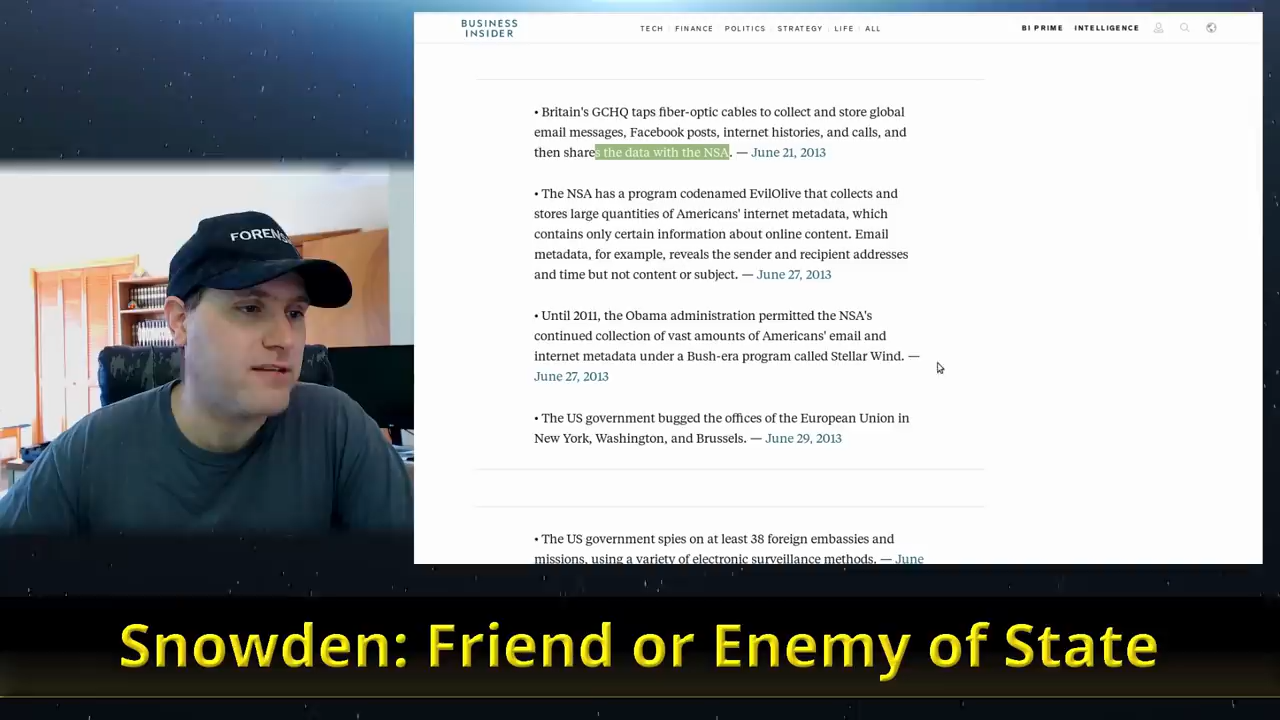 BUSINESS
INSIDER
TECH FINANCE POLITICS STRATEGY LIFE ALL
BI PRIME INTELLIGENCE
• Britain's GCHQ taps fiber-optic cables to collect and store global
email messages, Facebook posts, internet histories, and calls, and
then shares the data with the NSA. — June 21, 2013
• The NSA has a program codenamed EvilOlive that collects and
stores large quantities of Americans' internet metadata, which
contains only certain information about online content. Email
metadata, for example, reveals the sender and recipient addresses
and time but not content or subject. — June 27, 2013
• Until 2011, the Obama administration permitted the NSA's
continued collection of vast amounts of Americans' email and
internet metadata under a Bush-era program called Stellar Wind. —
June 27, 2013
• The US government bugged the offices of the European Union in
New York, Washington, and Brussels. — June 29, 2013
• The US government spies on at least 38 foreign embassies and
missions, using a variety of electronic surveillance methods. — June
Snowden: Friend or Enemy of State